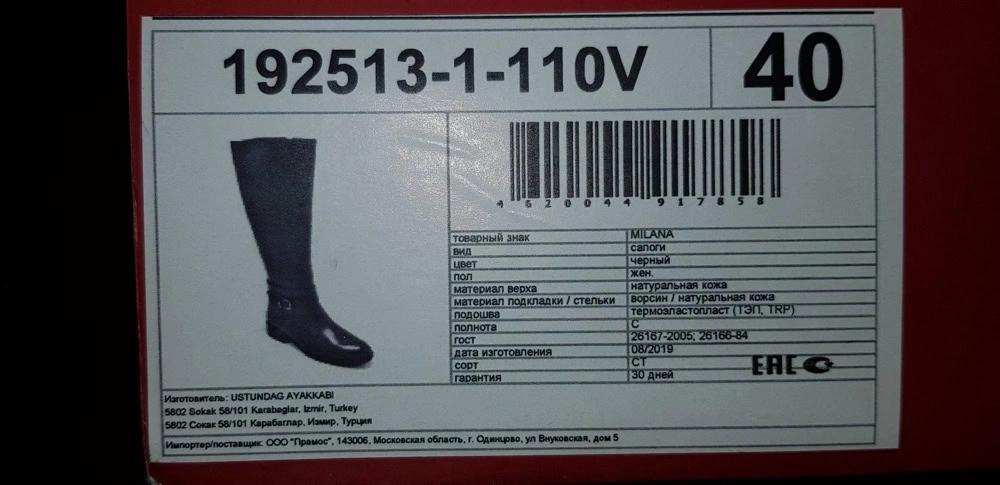 192513-1-110V
40
4 620044 917858
товарный знак MILANA
вид сапоги
цвет черный
пол жен.
материал верха натуральная кожа
материал подкладки / стельки ворсин / натуральная кожа
подошва термоэластопласт (ТЭП, TRP)
полнота С
гост 26167-2005; 26166-84
дата изготовления 08/2019
сорт СТ
гарантия 30 дней
EAC
Изготовитель: USTUNDAG AYAKKABI
5802 Sokak 58/101 Karabaglar, Izmir, Turkey
5802 Сокак 58/101 Карабаглар, Измир, Турция
Импортер/поставщик: ООО "Прамос", 143006, Московская область, г. Одинцово, ул Внуковская, дом 5